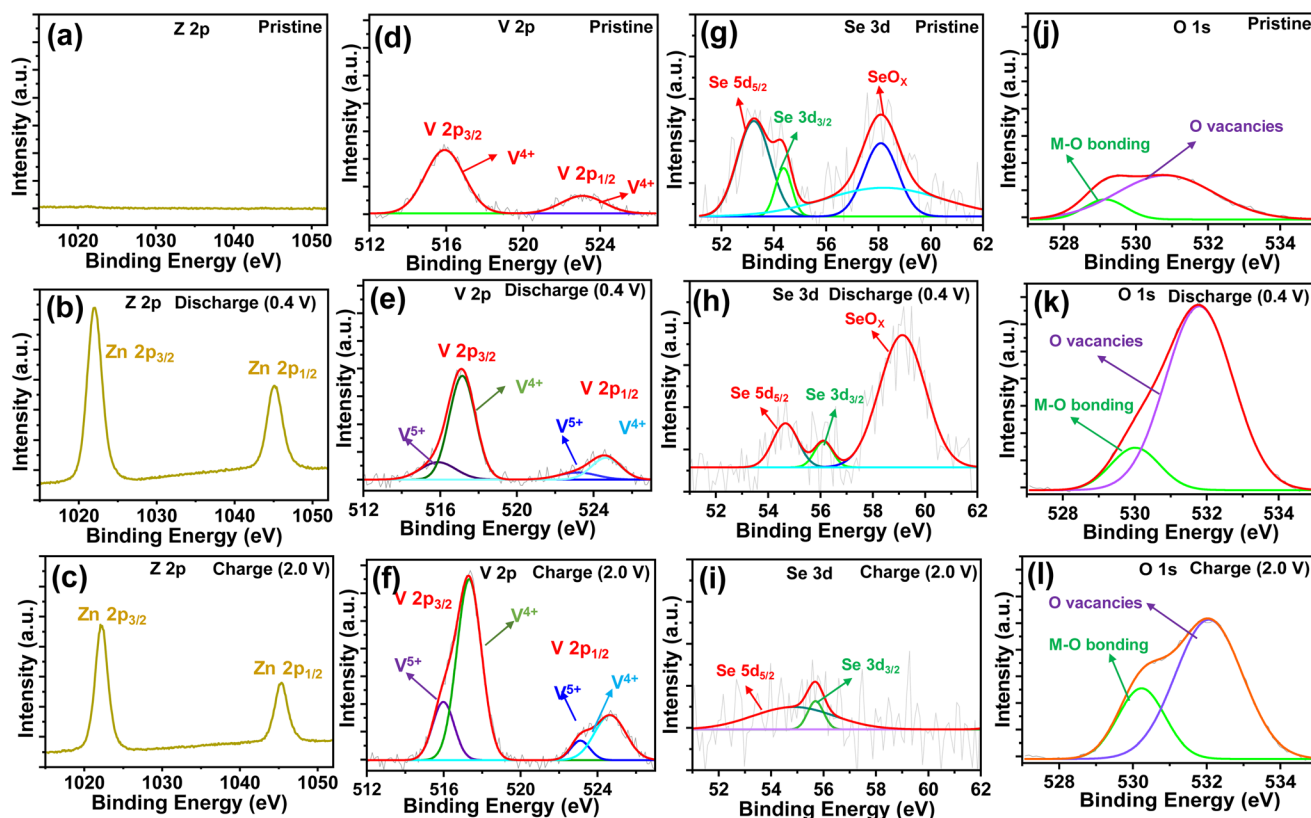 (a) Z 2p Pristine
Intensity (a.u.)
1020 1030 1040 1050
Binding Energy (eV)
(d) V 2p Pristine
V 2p3/2
V4+
V 2p1/2
V4+
Intensity (a.u.)
512 516 520 524
Binding Energy (eV)
(g) Se 3d Pristine
Se 5d5/2
Se 3d3/2
SeOX
Intensity (a.u.)
52 54 56 58 60 62
Binding Energy (eV)
(j) O 1s Pristine
O vacancies
M-O bonding
Intensity (a.u.)
528 530 532 534
Binding Energy (eV)
(b) Z 2p Discharge (0.4 V)
Zn 2p3/2
Zn 2p1/2
Intensity (a.u.)
1020 1030 1040 1050
Binding Energy (eV)
(e) V 2p Discharge (0.4 V)
V 2p3/2
V4+
V 2p1/2
V5+
V5+
V4+
Intensity (a.u.)
512 516 520 524
Binding Energy (eV)
(h) Se 3d Discharge (0.4 V)
SeOX
Se 5d5/2
Se 3d3/2
Intensity (a.u.)
52 54 56 58 60 62
Binding Energy (eV)
(k) O 1s Discharge (0.4 V)
O vacancies
M-O bonding
Intensity (a.u.)
528 530 532 534
Binding Energy (eV)
(c) Z 2p Charge (2.0 V)
Zn 2p3/2
Zn 2p1/2
Intensity (a.u.)
1020 1030 1040 1050
Binding Energy (eV)
(f) V 2p Charge (2.0 V)
V 2p3/2
V4+
V 2p1/2
V5+
V5+
V4+
Intensity (a.u.)
512 516 520 524
Binding Energy (eV)
(i) Se 3d Charge (2.0 V)
Se 5d5/2
Se 3d3/2
Intensity (a.u.)
52 54 56 58 60 62
Binding Energy (eV)
(l) O 1s Charge (2.0 V)
O vacancies
M-O bonding
Intensity (a.u.)
528 530 532 534
Binding Energy (eV)